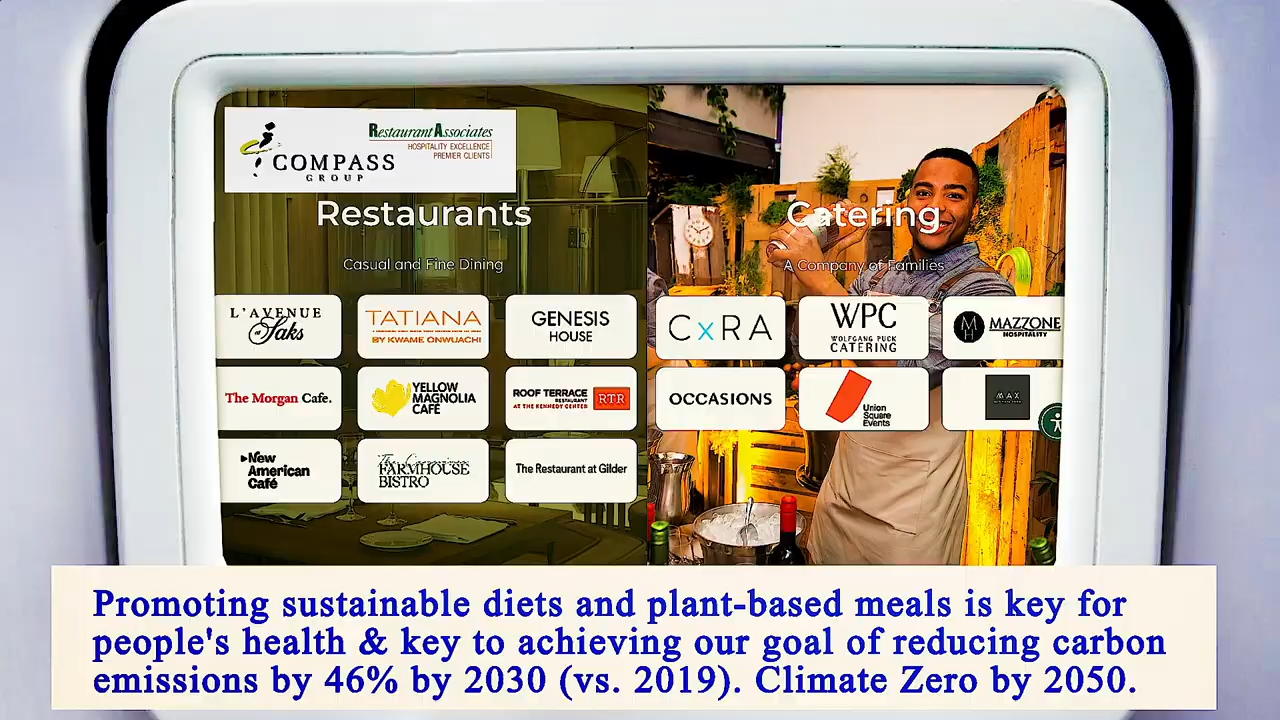 COMPASS
GROUP
Restaurant Associates
HOSPITALITY EXCELLENCE
PREMIER CLIENTS
Restaurants
Casual and Fine Dining
L'AVENUE
at Saks
TATIANA
BY KWAME ONWUACHI
GENESIS
HOUSE
The Morgan Cafe.
YELLOW
MAGNOLIA
CAFÉ
ROOF TERRACE
RESTAURANT
AT THE KENNEDY CENTER
RTR
New
American
Café
FARMHOUSE
BISTRO
The Restaurant at Gilder
Catering
A Company of Families
CxRA
WPC
WOLFGANG PUCK
CATERING
MH
MAZZONE
HOSPITALITY
OCCASIONS
Union
Square
Events
MAX
Promoting sustainable diets and plant-based meals is key for
people's health & key to achieving our goal of reducing carbon
emissions by 46% by 2030 (vs. 2019). Climate Zero by 2050.